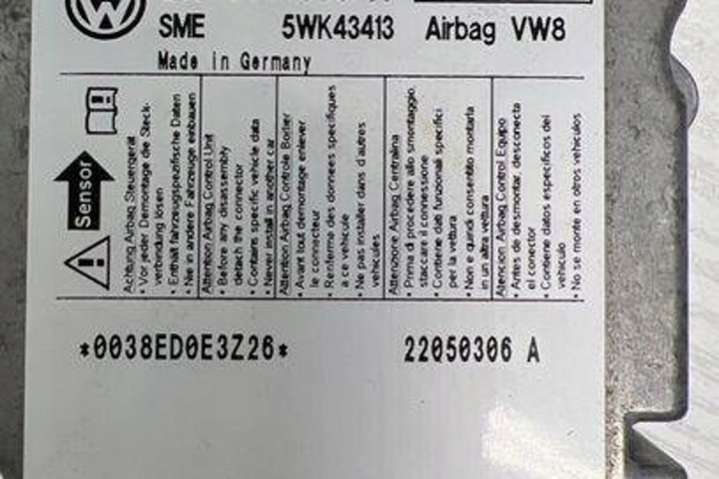 SME 5WK43413 Airbag VW8
Made in Germany
Sensor
Achtung Airbag Steuergerät
• Vor jeder Demontage die Steck-
verbindung lösen
• Enthält fahrzeugspezifische Daten
• Nie in andere Fahrzeuge einbauen
Attention Airbag Control Unit
• Before any disassembly
detach the connector
• Contains specific vehicle data
• Never install in another car
Attention Airbag Controle Boitier
• Avant tout demontage enlever
le connecteur
• Renferme des donnees specifiques
a ce vehicule
• Ne pas installer dans d autres
vehicules
Attenzione Airbag Centralina
• Prima di procedere allo smontaggio,
staccare il connessione
• Contiene dati funzionali specifici
per la vettura
• Non e quindi consentito montarla
in un altra vettura
Atencion Airbag Control Equipo
• Antes de desmontar, desconecta
el conector
• Contiene datos especificos del
vehiculo
• No se monte en otros vehiculos
*0038ED0E3Z26* 22050306 A